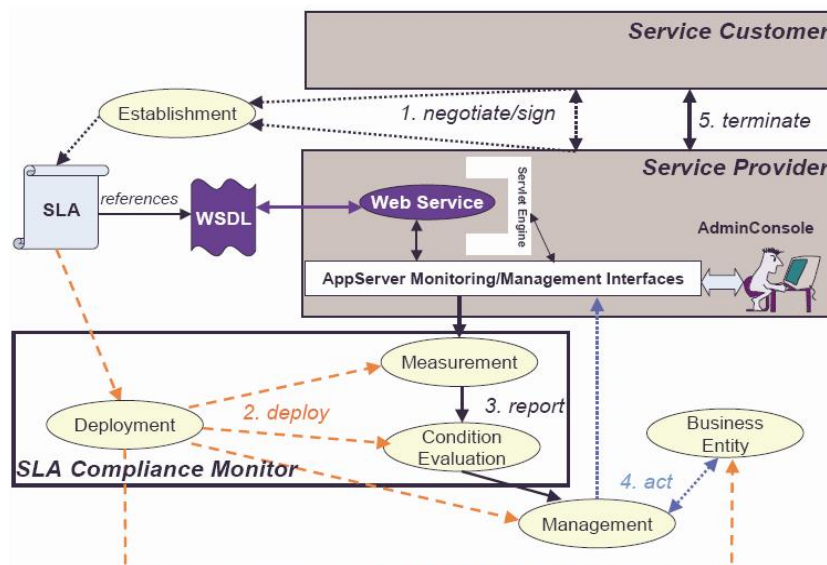 Service Customer
Establishment
1. negotiate/sign
5. terminate
Service Provider
SLA
references
WSDL
Web Service
Servlet Engine
AdminConsole
AppServer Monitoring/Management Interfaces
Measurement
2. deploy
3. report
Deployment
Condition
Evaluation
Business
Entity
SLA Compliance Monitor
4. act
Management